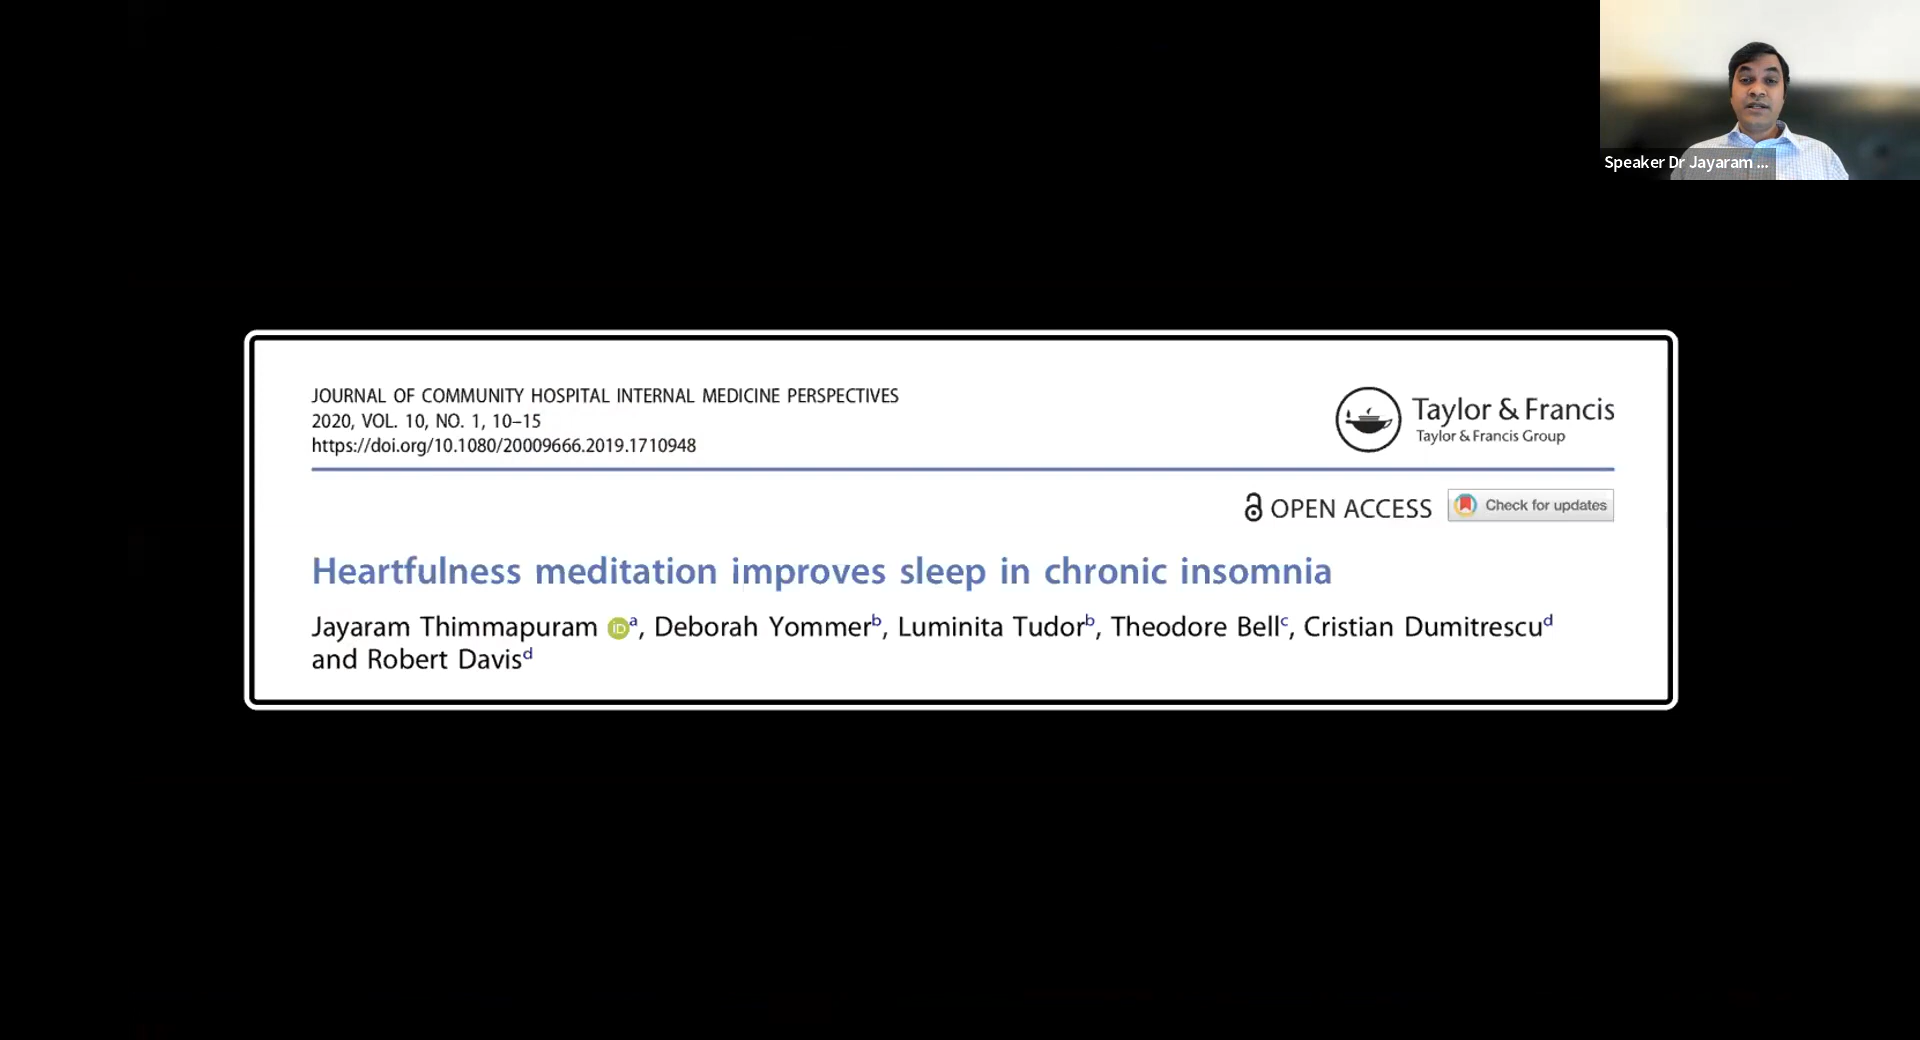 Speaker Dr Jayaram ...
JOURNAL OF COMMUNITY HOSPITAL INTERNAL MEDICINE PERSPECTIVES
2020, VOL. 10, NO. 1, 10–15
https://doi.org/10.1080/20009666.2019.1710948
Taylor & Francis
Taylor & Francis Group
OPEN ACCESS
Check for updates
Heartfulness meditation improves sleep in chronic insomnia
Jayaram Thimmapuram iD a, Deborah Yommer b, Luminita Tudor b, Theodore Bell c, Cristian Dumitrescu d
and Robert Davis d